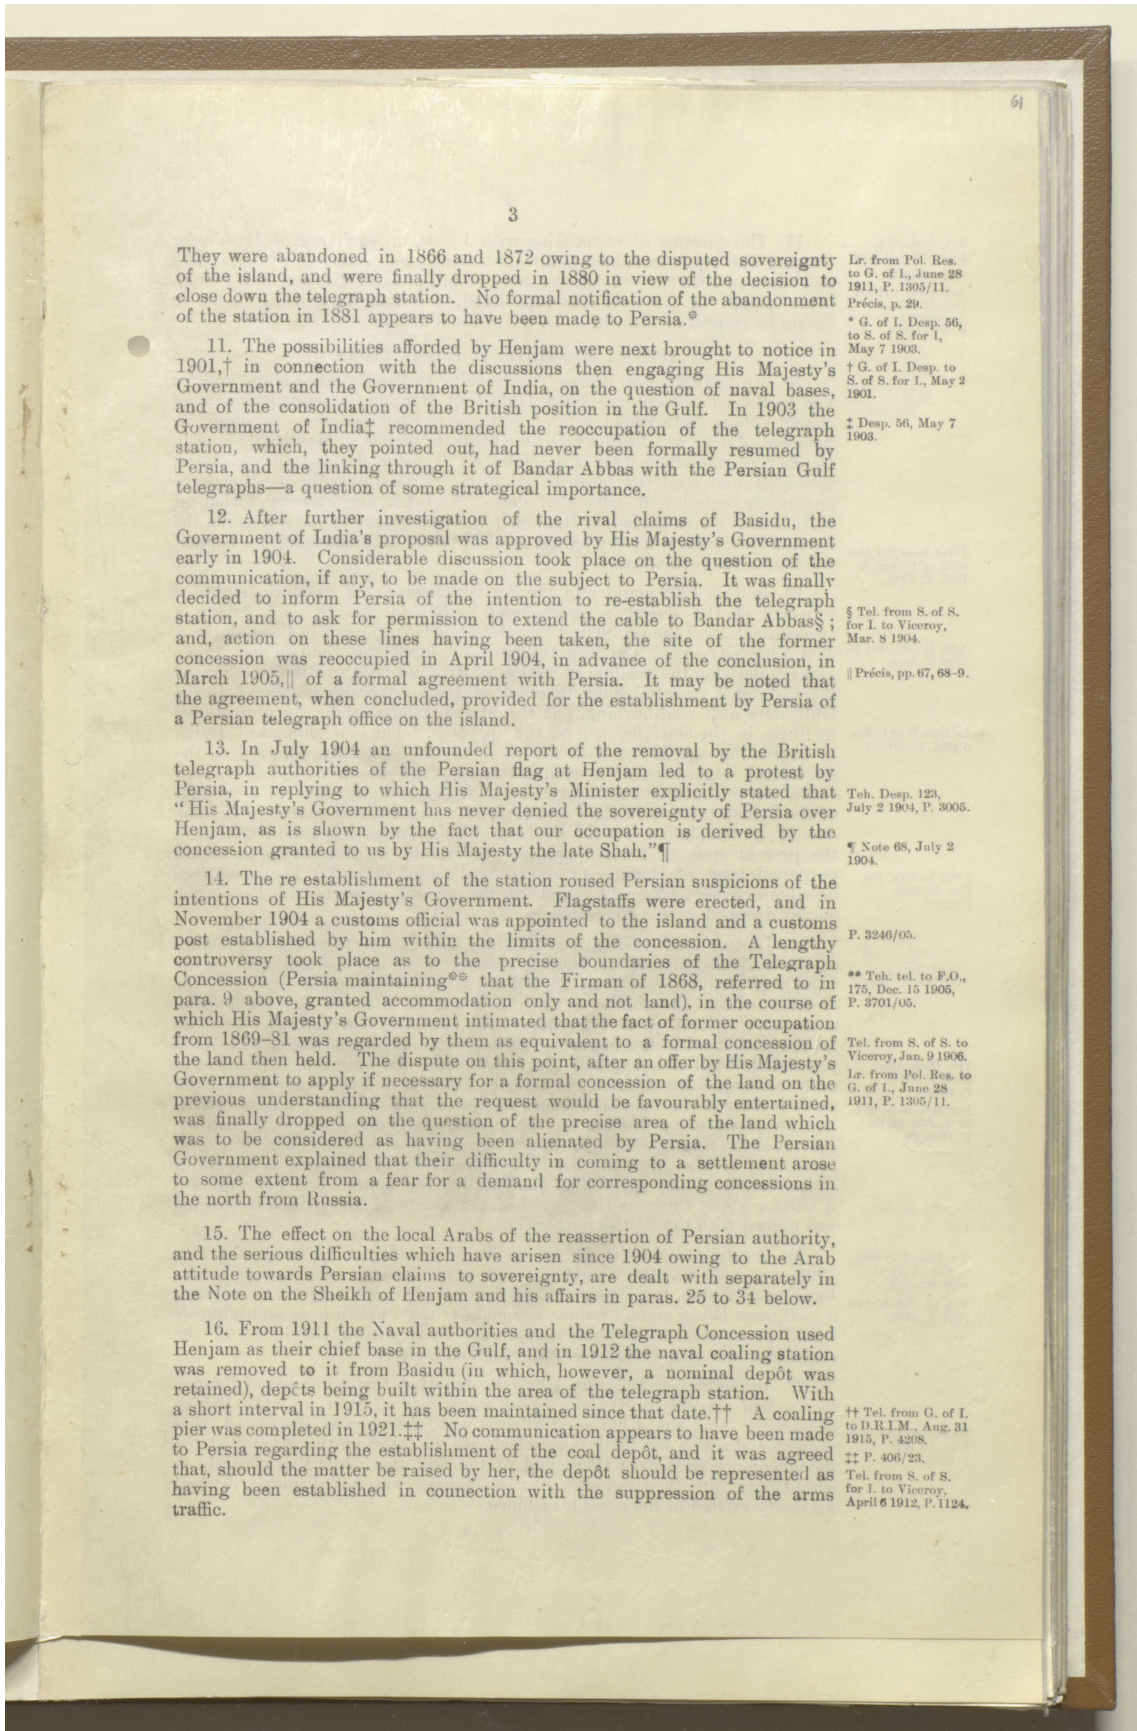 61
3
They were abandoned in 1866 and 1872 owing to the disputed sovereignty
of the island, and were finally dropped in 1880 in view of the decision to
close down the telegraph station. No formal notification of the abandonment
of the station in 1881 appears to have been made to Persia.*
Lr. from Pol. Res.
to G. of I., June 28
1911, P. 1305/11.
Précis, p. 29.
* G. of I. Desp. 56,
to S. of S. for I,
May 7 1903.
11. The possibilities afforded by Henjam were next brought to notice in
1901,† in connection with the discussions then engaging His Majesty's
Government and the Government of India, on the question of naval bases,
and of the consolidation of the British position in the Gulf. In 1903 the
Government of India‡ recommended the reoccupation of the telegraph
station, which, they pointed out, had never been formally resumed by
Persia, and the linking through it of Bandar Abbas with the Persian Gulf
telegraphs—a question of some strategical importance.
† G. of I. Desp. to
S. of S. for I., May 2
1901.
‡ Desp. 56, May 7
1903.
12. After further investigation of the rival claims of Basidu, the
Government of India's proposal was approved by His Majesty's Government
early in 1904. Considerable discussion took place on the question of the
communication, if any, to be made on the subject to Persia. It was finally
decided to inform Persia of the intention to re-establish the telegraph
station, and to ask for permission to extend the cable to Bandar Abbas§ ;
and, action on these lines having been taken, the site of the former
concession was reoccupied in April 1904, in advance of the conclusion, in
March 1905,|| of a formal agreement with Persia. It may be noted that
the agreement, when concluded, provided for the establishment by Persia of
a Persian telegraph office on the island.
§ Tel. from S. of S.
for I. to Viceroy,
Mar. 8 1904.
|| Précis, pp. 67, 68-9.
13. In July 1904 an unfounded report of the removal by the British
telegraph authorities of the Persian flag at Henjam led to a protest by
Persia, in replying to which His Majesty's Minister explicitly stated that
"His Majesty's Government has never denied the sovereignty of Persia over
Henjam, as is shown by the fact that our occupation is derived by the
concession granted to us by His Majesty the late Shah."¶
Teh. Desp. 123,
July 2 1904, P. 3005.
¶ Note 68, July 2
1904.
14. The re establishment of the station roused Persian suspicions of the
intentions of His Majesty's Government. Flagstaffs were erected, and in
November 1904 a customs official was appointed to the island and a customs
post established by him within the limits of the concession. A lengthy
controversy took place as to the precise boundaries of the Telegraph
Concession (Persia maintaining** that the Firman of 1868, referred to in
para. 9 above, granted accommodation only and not land), in the course of
which His Majesty's Government intimated that the fact of former occupation
from 1869-81 was regarded by them as equivalent to a formal concession of
the land then held. The dispute on this point, after an offer by His Majesty's
Government to apply if necessary for a formal concession of the land on the
previous understanding that the request would be favourably entertained,
was finally dropped on the question of the precise area of the land which
was to be considered as having been alienated by Persia. The Persian
Government explained that their difficulty in coming to a settlement arose
to some extent from a fear for a demand for corresponding concessions in
the north from Russia.
P. 3246/05.
** Teh. tel. to F.O.,
175, Dec. 15 1905,
P. 3701/05.
Tel. from S. of S. to
Viceroy, Jan. 9 1906.
Lr. from Pol. Res. to
G. of I., June 28
1911, P. 1305/11.
15. The effect on the local Arabs of the reassertion of Persian authority,
and the serious difficulties which have arisen since 1904 owing to the Arab
attitude towards Persian claims to sovereignty, are dealt with separately in
the Note on the Sheikh of Henjam and his affairs in paras. 25 to 34 below.
16. From 1911 the Naval authorities and the Telegraph Concession used
Henjam as their chief base in the Gulf, and in 1912 the naval coaling station
was removed to it from Basidu (in which, however, a nominal depôt was
retained), depôts being built within the area of the telegraph station. With
a short interval in 1915, it has been maintained since that date.†† A coaling
pier was completed in 1921.‡‡ No communication appears to have been made
to Persia regarding the establishment of the coal depôt, and it was agreed
that, should the matter be raised by her, the depôt should be represented as
having been established in connection with the suppression of the arms
traffic.
†† Tel. from G. of I.
to D.R.I.M., Aug. 31
1915, P. 4208.
‡‡ P. 406/23.
Tel. from S. of S.
for I. to Viceroy,
April 6 1912, P. 1124.